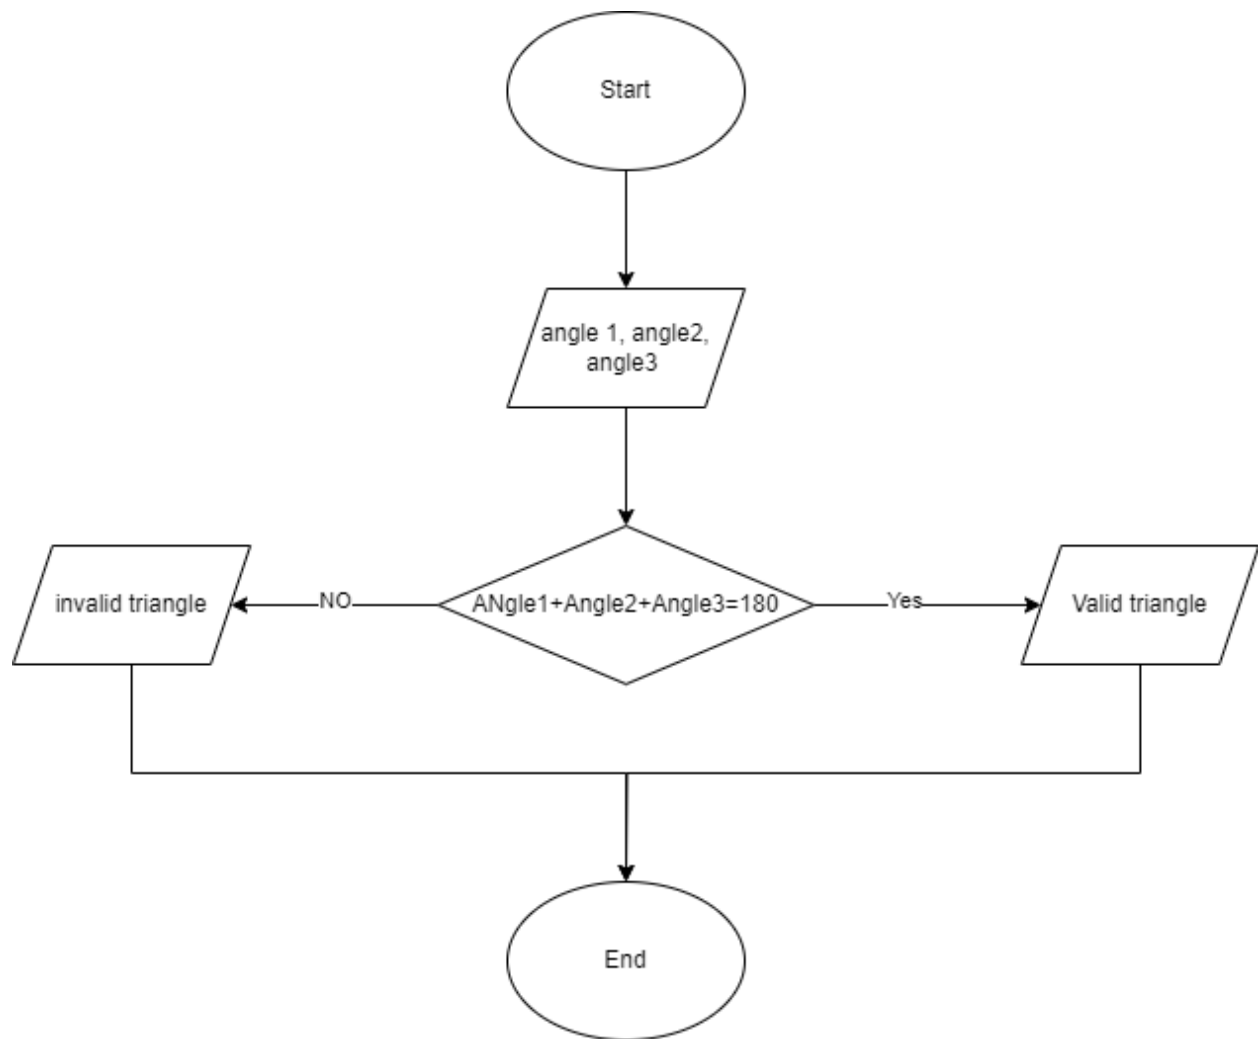 Start
angle 1, angle2,
angle3
invalid triangle
NO
ANgle1+Angle2+Angle3=180
Yes
Valid triangle
End